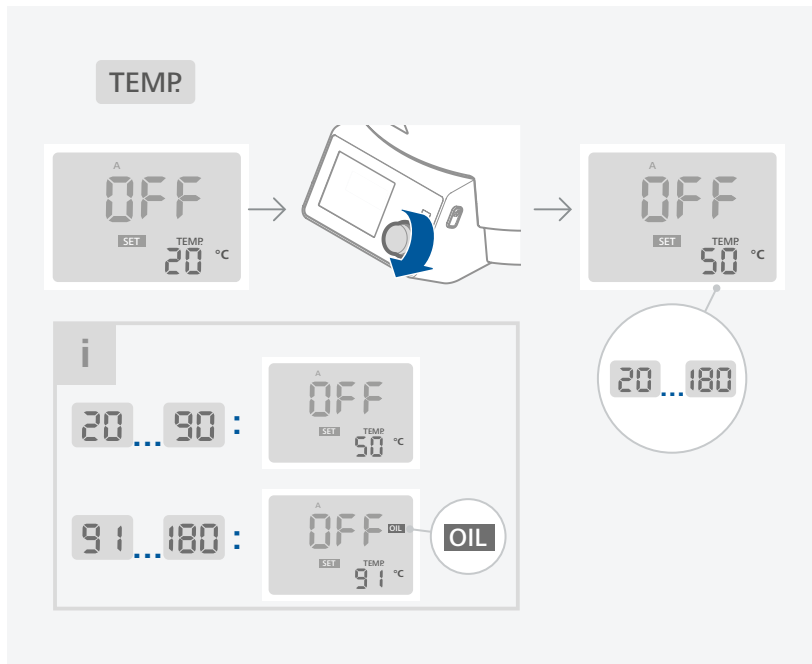 TEMP.
A
OFF
SET TEMP. 20 °C
A
OFF
SET TEMP. 50 °C
20 ... 180
i
20 ... 90 :
A
OFF
SET TEMP. 50 °C
91 ... 180 :
A
OFF OIL
SET TEMP. 91 °C
OIL